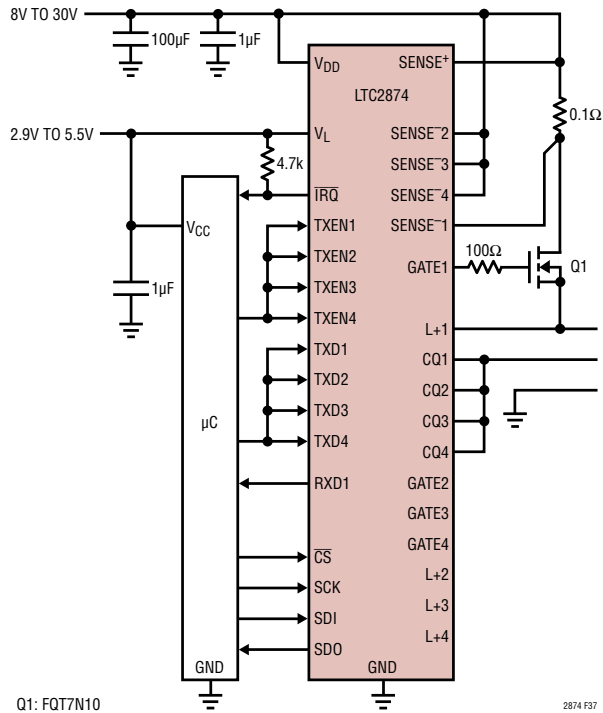 8V TO 30V
100µF
1µF
VDD
SENSE+
LTC2874
0.1Ω
2.9V TO 5.5V
VL
SENSE–2
4.7k
SENSE–3
IRQ
SENSE–4
VCC
TXEN1
SENSE–1
TXEN2
100Ω
GATE1
Q1
TXEN3
1µF
TXEN4
L+1
TXD1
CQ1
TXD2
CQ2
TXD3
CQ3
µC
TXD4
CQ4
RXD1
GATE2
GATE3
GATE4
CS
L+2
SCK
L+3
SDI
L+4
SDO
GND
GND
Q1: FQT7N10
2874 F37